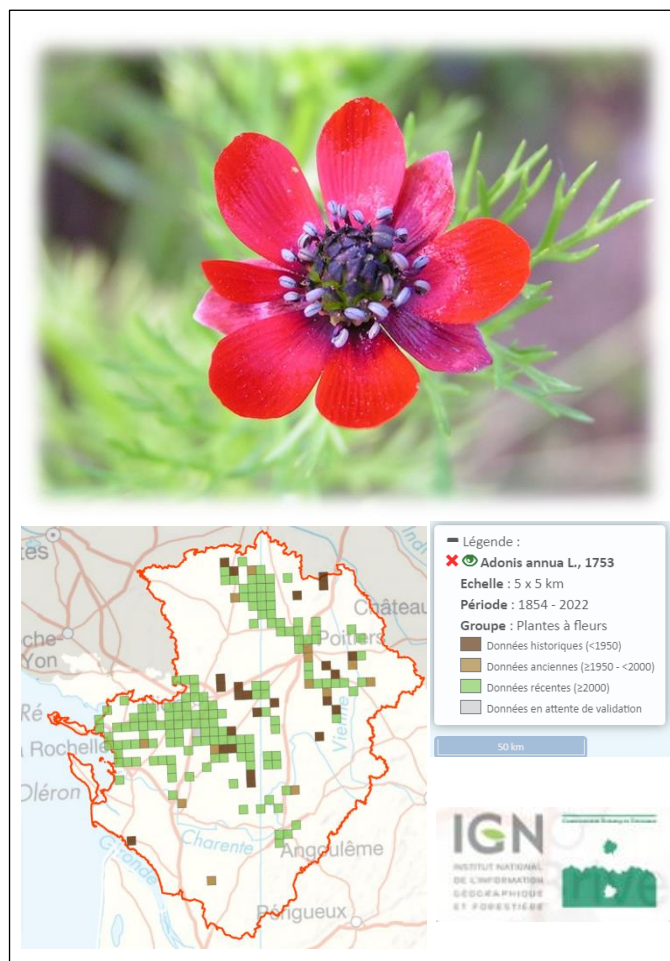 tes
Indr
Château
che-
Yon
Poitiers
Ré
Vienne
a Rochelle
Oléron
Charente
Angoulême
Gironde
Périgueux
Légende :
Adonis annua L., 1753
Echelle : 5 x 5 km
Période : 1854 - 2022
Groupe : Plantes à fleurs
Données historiques (<1950)
Données anciennes (≥1950 - <2000)
Données récentes (≥2000)
Données en attente de validation
50 km
IGN
INSTITUT NATIONAL
DE L'INFORMATION
GÉOGRAPHIQUE
ET FORESTIÈRE